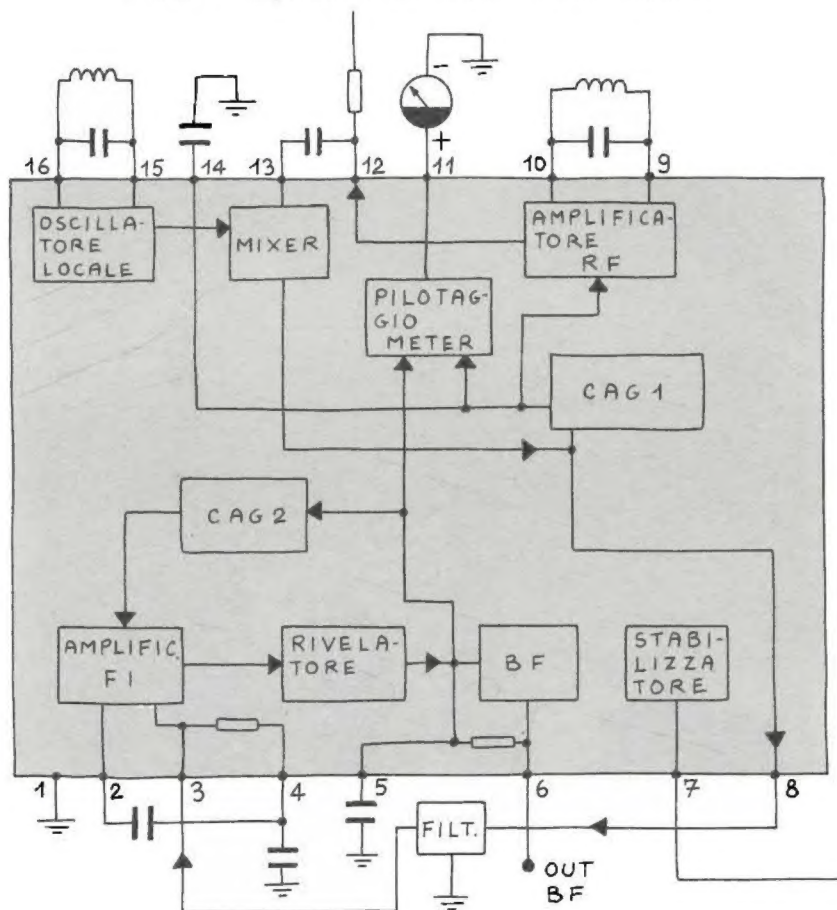 - +
16 15 14 13 12 11 10 9
OSCILLA-
TORE
LOCALE
MIXER
AMPLIFICA-
TORE
RF
PILOTAG-
GIO
METER
CAG 1
CAG 2
AMPLIFIC.
FI
RIVELA-
TORE
BF
STABI-
LIZZA
TORE
1 2 3 4 5 6 7 8
FILT.
OUT
BF